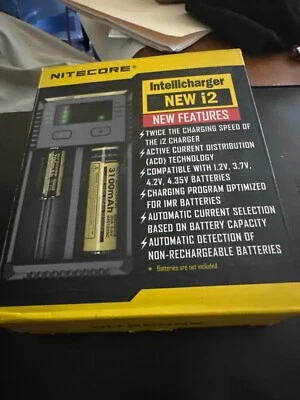 NITECORE
Intellicharger
NEW i2
NEW FEATURES
TWICE THE CHARGING SPEED OF
THE i2 CHARGER
ACTIVE CURRENT DISTRIBUTION
(ACD) TECHNOLOGY
COMPATIBLE WITH 1.2V, 3.7V,
4.2V, 4.35V BATTERIES
CHARGING PROGRAM OPTIMIZED
FOR IMR BATTERIES
AUTOMATIC CURRENT SELECTION
BASED ON BATTERY CAPACITY
AUTOMATIC DETECTION OF
NON-RECHARGEABLE BATTERIES
Batteries are not included
3100mAh